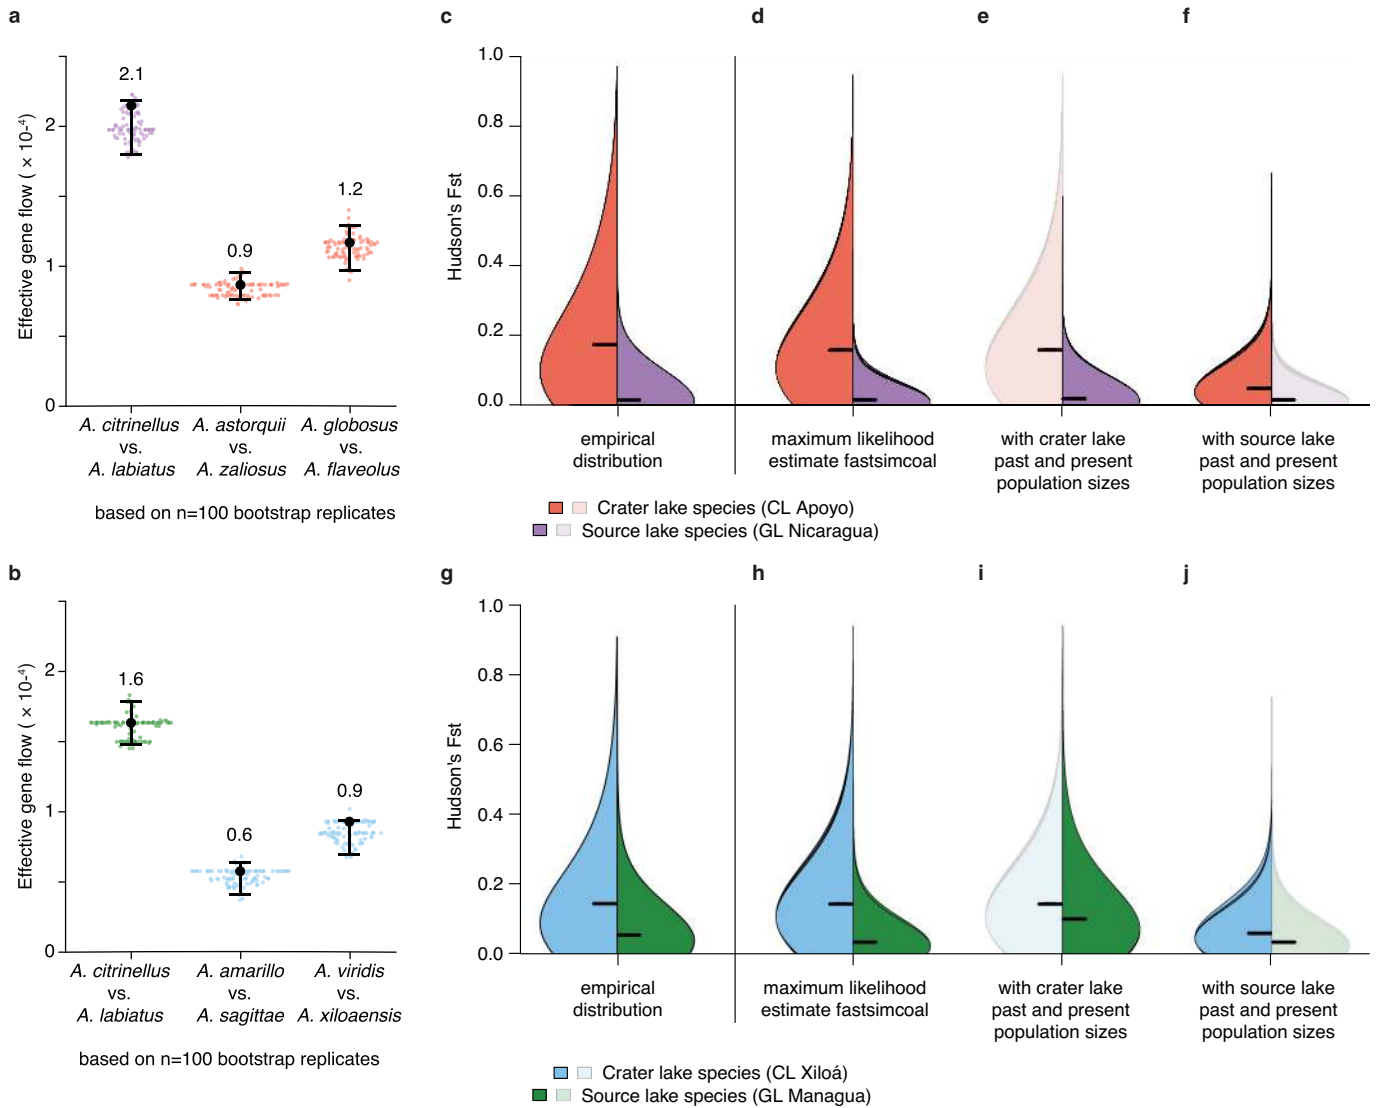 a
Effective gene flow ( × 10-4)
2
1
0
2.1
0.9
1.2
A. citrinellus
vs.
A. labiatus
A. astorquii
vs.
A. zaliosus
A. globosus
vs.
A. flaveolus
based on n=100 bootstrap replicates
c
d
e
f
Hudson's Fst
1.0
0.8
0.6
0.4
0.2
0.0
empirical
distribution
maximum likelihood
estimate fastsimcoal
with crater lake
past and present
population sizes
with source lake
past and present
population sizes
Crater lake species (CL Apoyo)
Source lake species (GL Nicaragua)
b
Effective gene flow ( × 10-4)
2
1
0
1.6
0.6
0.9
A. citrinellus
vs.
A. labiatus
A. amarillo
vs.
A. sagittae
A. viridis
vs.
A. xiloaensis
based on n=100 bootstrap replicates
g
h
i
j
Hudson's Fst
1.0
0.8
0.6
0.4
0.2
0.0
empirical
distribution
maximum likelihood
estimate fastsimcoal
with crater lake
past and present
population sizes
with source lake
past and present
population sizes
Crater lake species (CL Xiloá)
Source lake species (GL Managua)